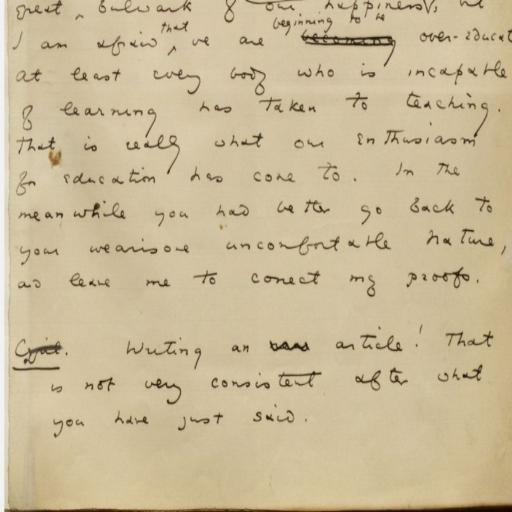 great bulwark of our happiness, but
I am afraid that we are beginning to be over-educat
at least every body who is incapable
of learning has taken to teaching.
That is really what our enthusiasm
for education has come to. In the
meanwhile you had better go back to
your wearisome uncomfortable Nature,
and leave me to correct my proofs.
Cyril. Writing an article! That
is not very consistent after what
you have just said.